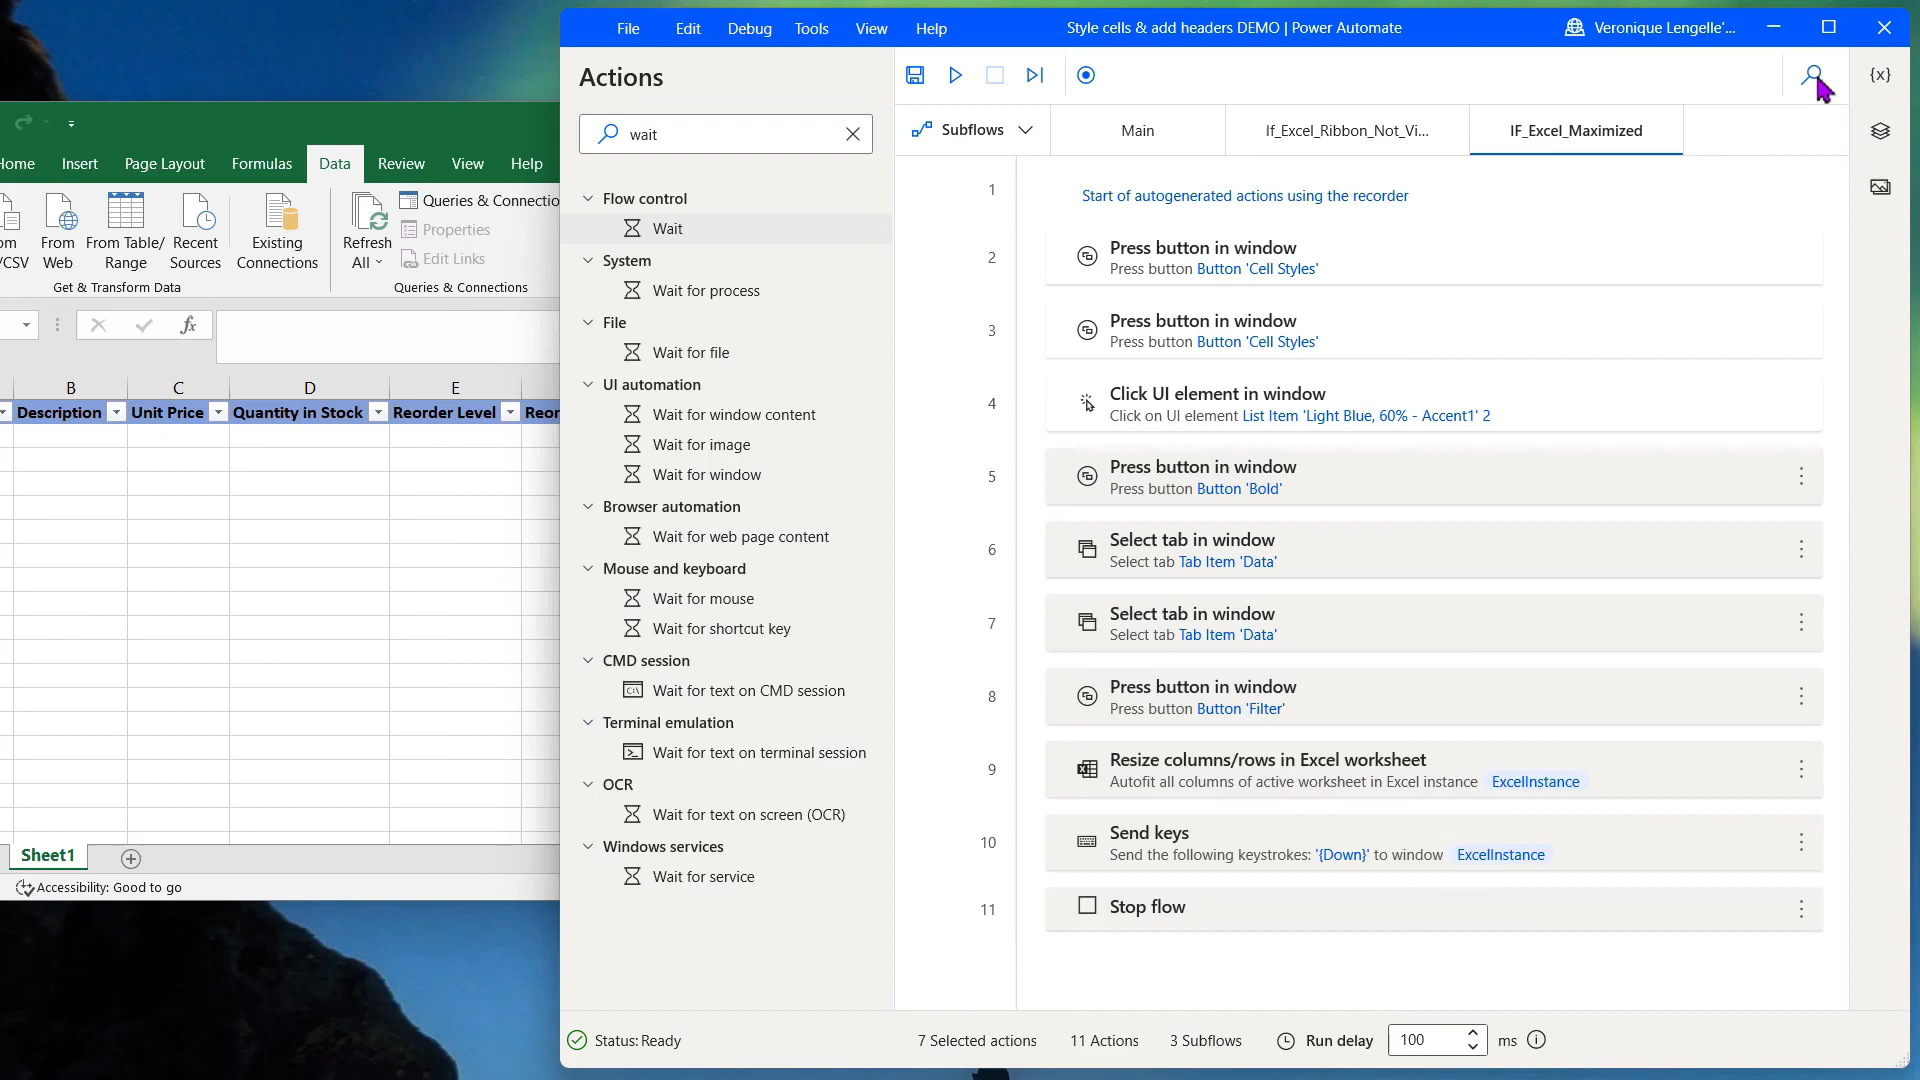 File Edit Debug Tools View Help
Style cells & add headers DEMO | Power Automate
Veronique Lengelle'...
Insert Page Layout Formulas Data Review View Help
From Web
From Table/ Range
Recent Sources
Existing Connections
Get & Transform Data
Refresh All
Properties
Edit Links
Queries & Connections
fx
B C D E
Description Unit Price Quantity in Stock Reorder Level
Sheet1
Accessibility: Good to go
Actions
wait
Flow control
Wait
System
Wait for process
File
Wait for file
UI automation
Wait for window content
Wait for image
Wait for window
Browser automation
Wait for web page content
Mouse and keyboard
Wait for mouse
Wait for shortcut key
CMD session
Wait for text on CMD session
Terminal emulation
Wait for text on terminal session
OCR
Wait for text on screen (OCR)
Windows services
Wait for service
{x}
Subflows
Main
If_Excel_Ribbon_Not_Vi...
IF_Excel_Maximized
1
Start of autogenerated actions using the recorder
2
Press button in window
Press button Button 'Cell Styles'
3
Press button in window
Press button Button 'Cell Styles'
4
Click UI element in window
Click on UI element List Item 'Light Blue, 60% - Accent1' 2
5
Press button in window
Press button Button 'Bold'
6
Select tab in window
Select tab Tab Item 'Data'
7
Select tab in window
Select tab Tab Item 'Data'
8
Press button in window
Press button Button 'Filter'
9
Resize columns/rows in Excel worksheet
Autofit all columns of active worksheet in Excel instance ExcelInstance
10
Send keys
Send the following keystrokes: '{Down}' to window ExcelInstance
11
Stop flow
Status: Ready
7 Selected actions
11 Actions
3 Subflows
Run delay
100
ms